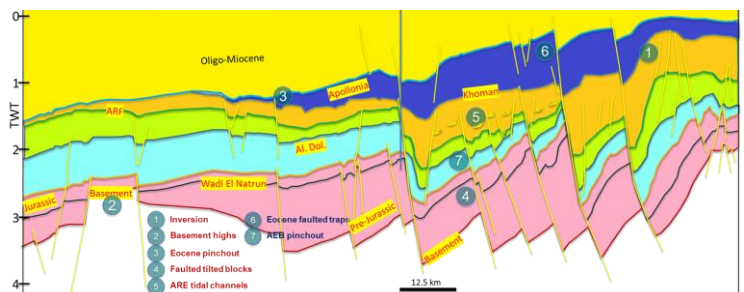 0
Oligo-Miocene
6
1
1
3
Apollonia
Khoman
ARF
5
TWT
2
Al. Dol.
7
Wadi El Natrun
4
Jurassic
Basement
2
3
Pre-Jurassic
Basement
1 Inversion
2 Basement highs
3 Eocene pinchout
4 Faulted tilted blocks
5 ARE tidal channels
6 Eocene faulted traps
7 AEB pinchout
4
12.5 km